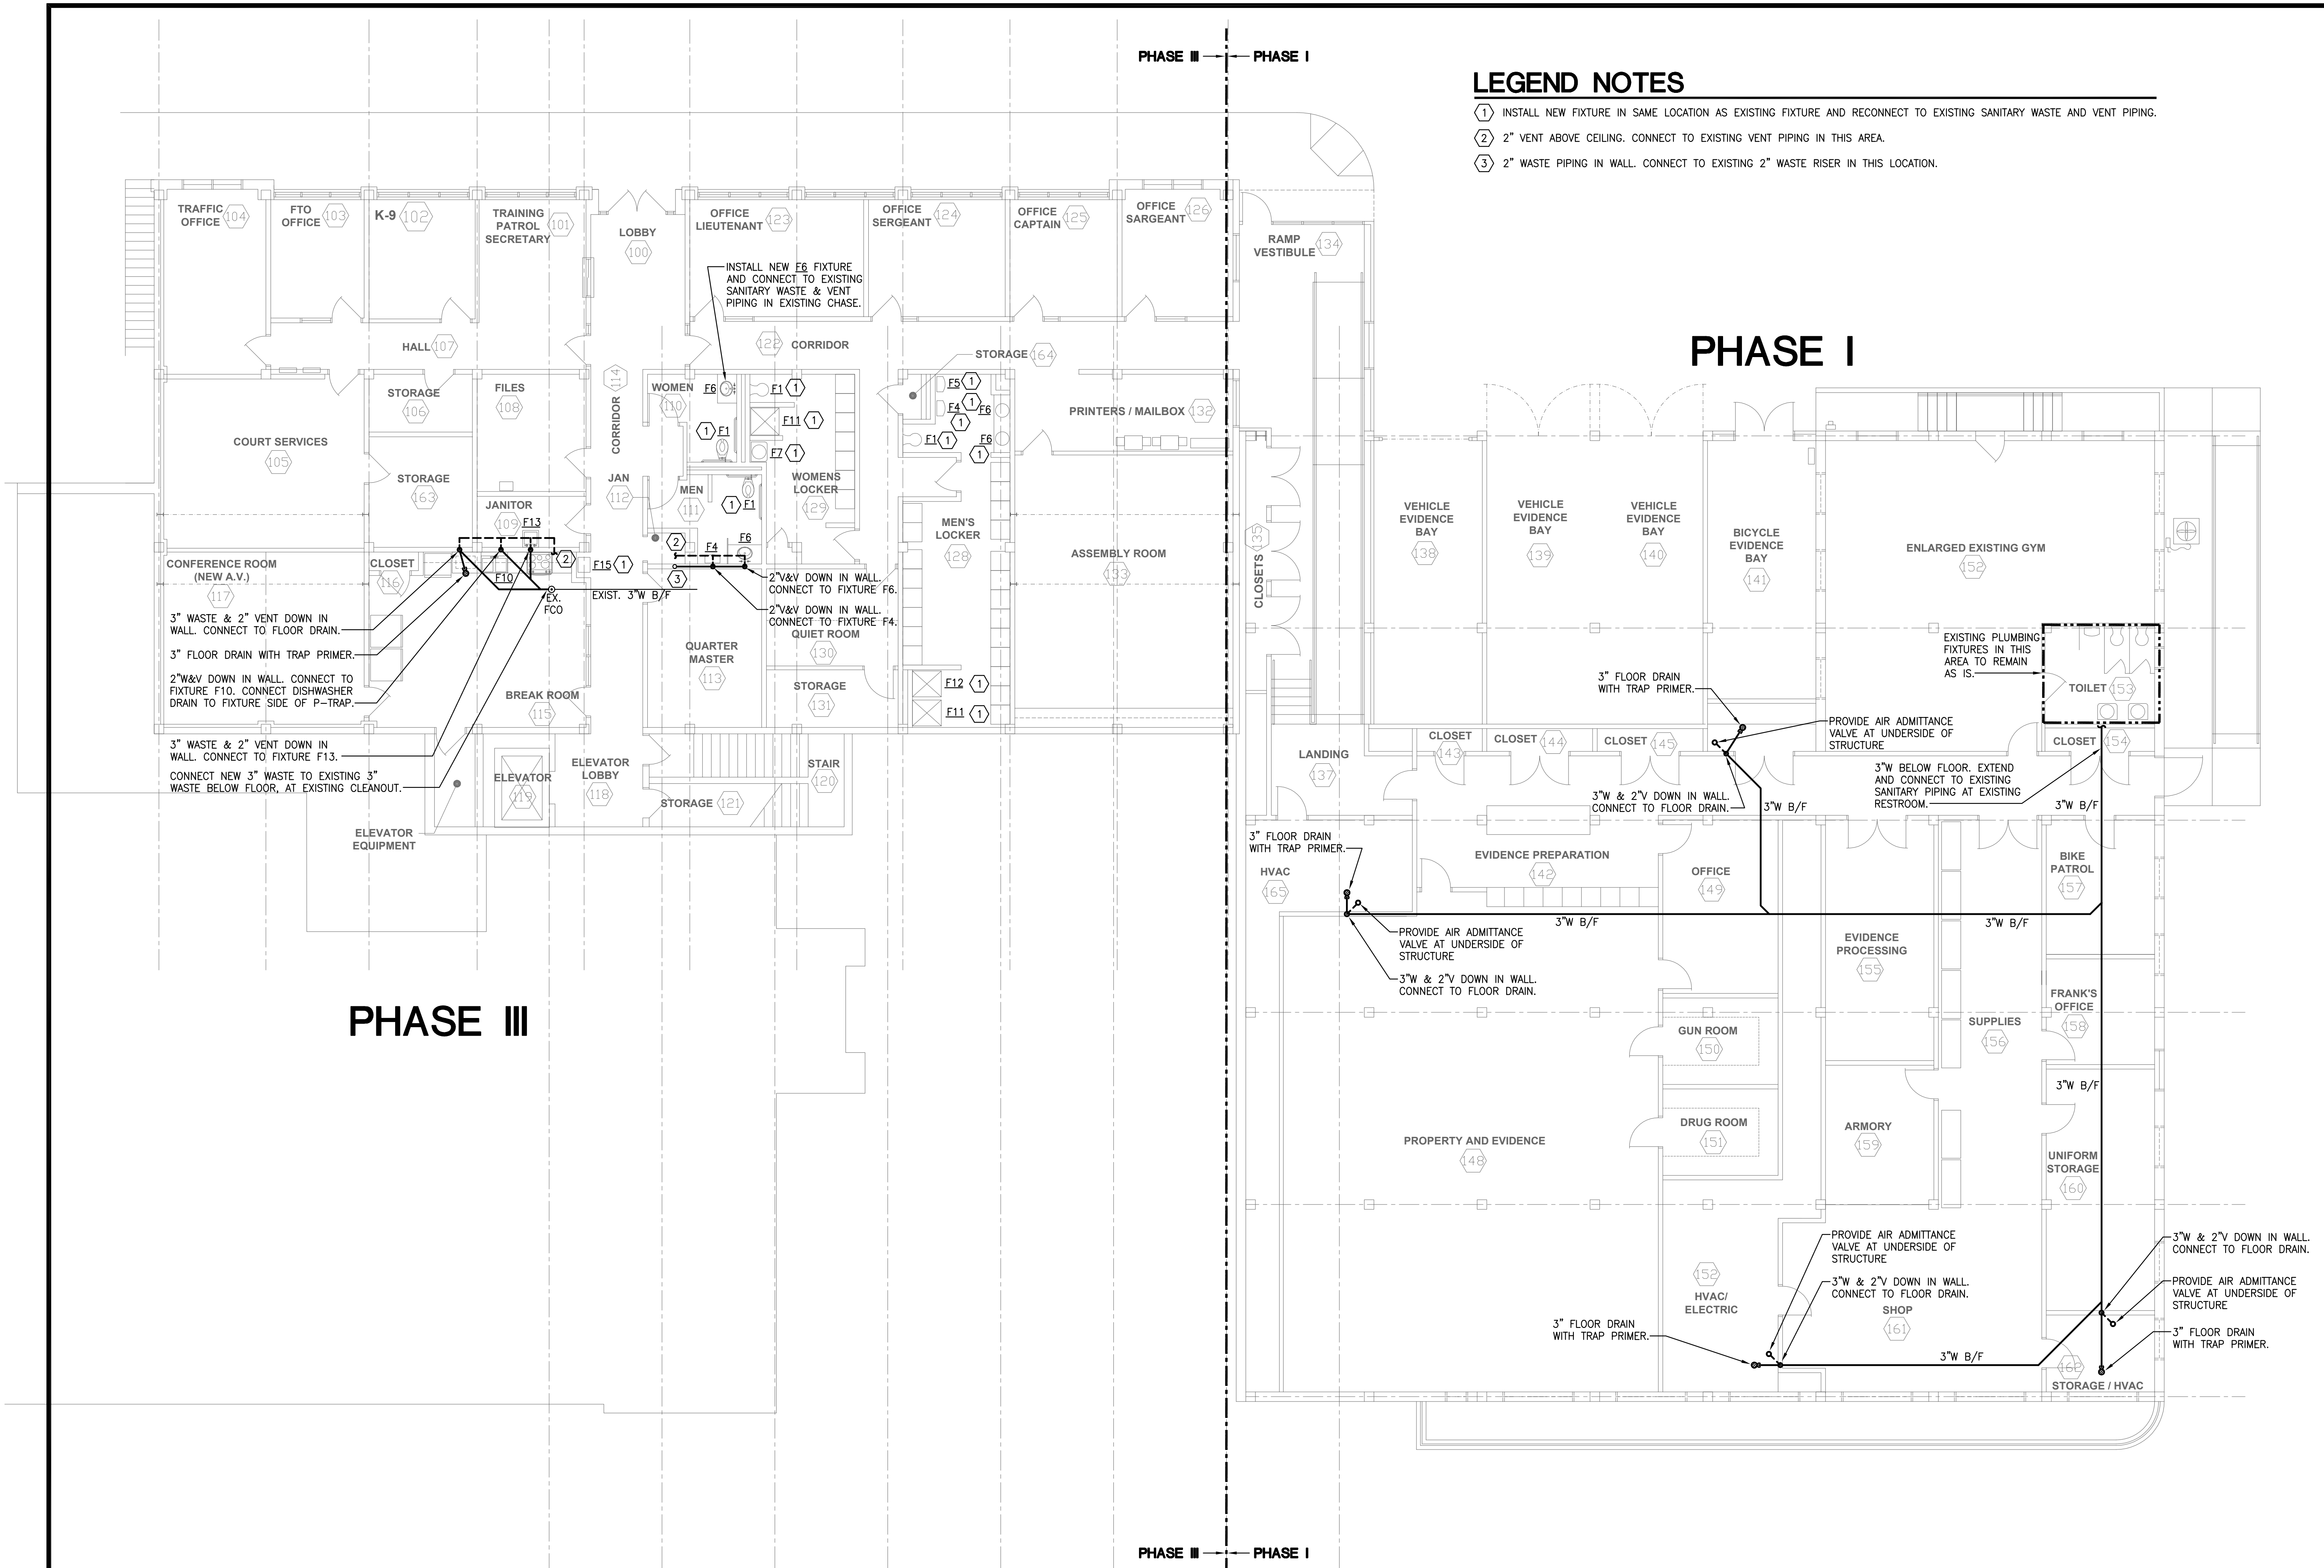 PHASE III
PHASE I
LEGEND NOTES
1 INSTALL NEW FIXTURE IN SAME LOCATION AS EXISTING FIXTURE AND RECONNECT TO EXISTING SANITARY WASTE AND VENT PIPING.
2 2" VENT ABOVE CEILING. CONNECT TO EXISTING VENT PIPING IN THIS AREA.
3 2" WASTE PIPING IN WALL. CONNECT TO EXISTING 2" WASTE RISER IN THIS LOCATION.
TRAFFIC
OFFICE 104
FTO
OFFICE 103
K-9 102
TRAINING
PATROL
SECRETARY 101
LOBBY
100
OFFICE
LIEUTENANT 123
OFFICE
SERGEANT 124
OFFICE
CAPTAIN 125
OFFICE
SARGEANT 126
RAMP
VESTIBULE 134
INSTALL NEW F6 FIXTURE
AND CONNECT TO EXISTING
SANITARY WASTE & VENT
PIPING IN EXISTING CHASE.
HALL 107
122 CORRIDOR
STORAGE 164
PHASE I
STORAGE
106
FILES
108
CORRIDOR 114
WOMEN
110
F6
F1 1
F11 1
F7 1
1 F1
F5 1
F4 1
F6
1
F1 1
F6
1
PRINTERS / MAILBOX 132
COURT SERVICES
105
STORAGE
163
JANITOR
109 F13
JAN
112
MEN
111
1 F1
WOMENS
LOCKER
129
MEN'S
LOCKER
128
ASSEMBLY ROOM
133
CLOSETS 135
VEHICLE
EVIDENCE
BAY
138
VEHICLE
EVIDENCE
BAY
139
VEHICLE
EVIDENCE
BAY
140
BICYCLE
EVIDENCE
BAY
141
ENLARGED EXISTING GYM
152
CONFERENCE ROOM
(NEW A.V.)
117
CLOSET
116
F10
2
F15 1
EX.
FCO
EXIST. 3"W B/F
2
F4
F6
3
2"V&V DOWN IN WALL.
CONNECT TO FIXTURE F6.
2"V&V DOWN IN WALL.
CONNECT TO FIXTURE F4.
QUIET ROOM
130
3" WASTE & 2" VENT DOWN IN
WALL. CONNECT TO FLOOR DRAIN.
3" FLOOR DRAIN WITH TRAP PRIMER.
2"W&V DOWN IN WALL. CONNECT TO
FIXTURE F10. CONNECT DISHWASHER
DRAIN TO FIXTURE SIDE OF P-TRAP.
BREAK ROOM
115
QUARTER
MASTER
113
STORAGE
131
F12 1
F11 1
3" WASTE & 2" VENT DOWN IN
WALL. CONNECT TO FIXTURE F13.
CONNECT NEW 3" WASTE TO EXISTING 3"
WASTE BELOW FLOOR, AT EXISTING CLEANOUT.
ELEVATOR
119
ELEVATOR
LOBBY
118
STORAGE 121
STAIR
120
ELEVATOR
EQUIPMENT
EXISTING PLUMBING
FIXTURES IN THIS
AREA TO REMAIN
AS IS.
TOILET 153
3" FLOOR DRAIN
WITH TRAP PRIMER.
PROVIDE AIR ADMITTANCE
VALVE AT UNDERSIDE OF
STRUCTURE
LANDING
137
CLOSET
143
CLOSET 144
CLOSET 145
CLOSET 154
3"W & 2"V DOWN IN WALL.
CONNECT TO FLOOR DRAIN.
3"W B/F
3"W BELOW FLOOR. EXTEND
AND CONNECT TO EXISTING
SANITARY PIPING AT EXISTING
RESTROOM.
3"W B/F
3" FLOOR DRAIN
WITH TRAP PRIMER.
HVAC
165
EVIDENCE PREPARATION
142
OFFICE
149
BIKE
PATROL
157
3"W B/F
3"W B/F
PROVIDE AIR ADMITTANCE
VALVE AT UNDERSIDE OF
STRUCTURE
3"W & 2"V DOWN IN WALL.
CONNECT TO FLOOR DRAIN.
EVIDENCE
PROCESSING
155
PHASE III
GUN ROOM
150
SUPPLIES
156
FRANK'S
OFFICE
158
3"W B/F
PROPERTY AND EVIDENCE
148
DRUG ROOM
151
ARMORY
159
UNIFORM
STORAGE
160
PROVIDE AIR ADMITTANCE
VALVE AT UNDERSIDE OF
STRUCTURE
3"W & 2"V DOWN IN WALL.
CONNECT TO FLOOR DRAIN.
152
HVAC/
ELECTRIC
SHOP
161
3" FLOOR DRAIN
WITH TRAP PRIMER.
3"W B/F
3"W & 2"V DOWN IN WALL.
CONNECT TO FLOOR DRAIN.
PROVIDE AIR ADMITTANCE
VALVE AT UNDERSIDE OF
STRUCTURE
3" FLOOR DRAIN
WITH TRAP PRIMER.
162
STORAGE / HVAC
PHASE III
PHASE I